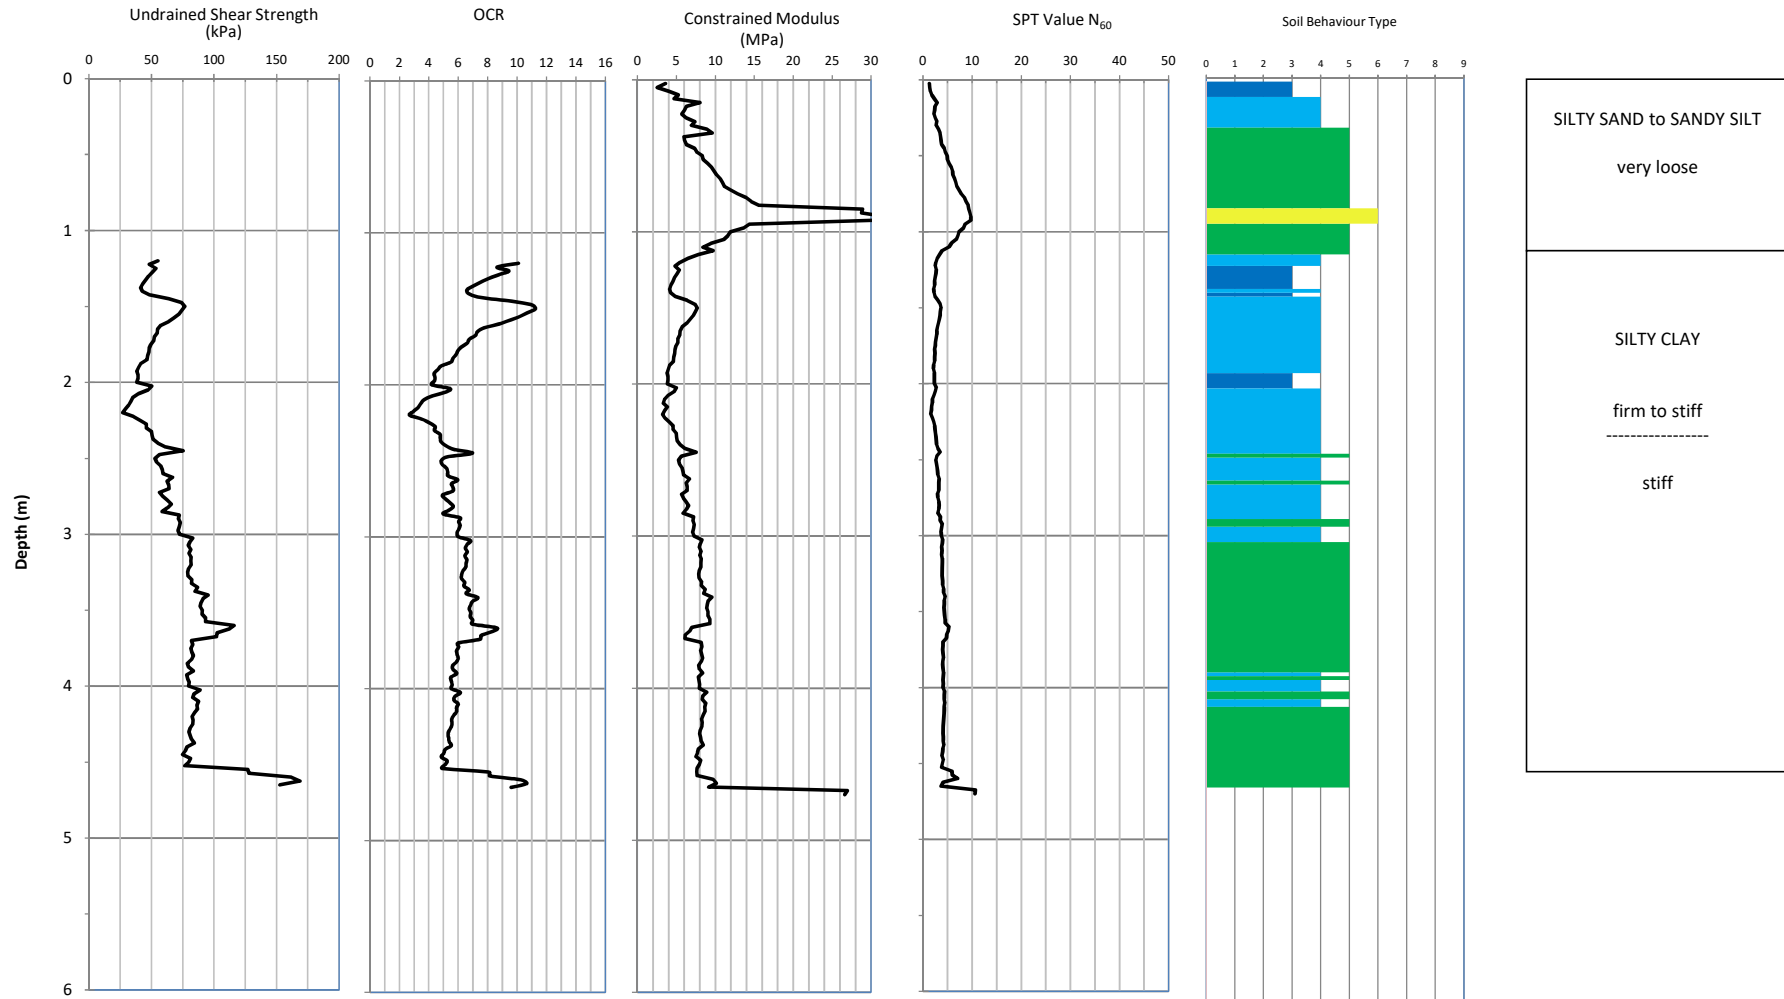 Undrained Shear Strength
(kPa)
OCR
Constrained Modulus
(MPa)
SPT Value N60
Soil Behaviour Type
0 50 100 150 200
0 2 4 6 8 10 12 14 16
0 5 10 15 20 25 30
0 10 20 30 40 50
0 1 2 3 4 5 6 7 8 9
0
1
2
3
4
5
6
Depth (m)
SILTY SAND to SANDY SILT
very loose
SILTY CLAY
firm to stiff
-----------------
stiff